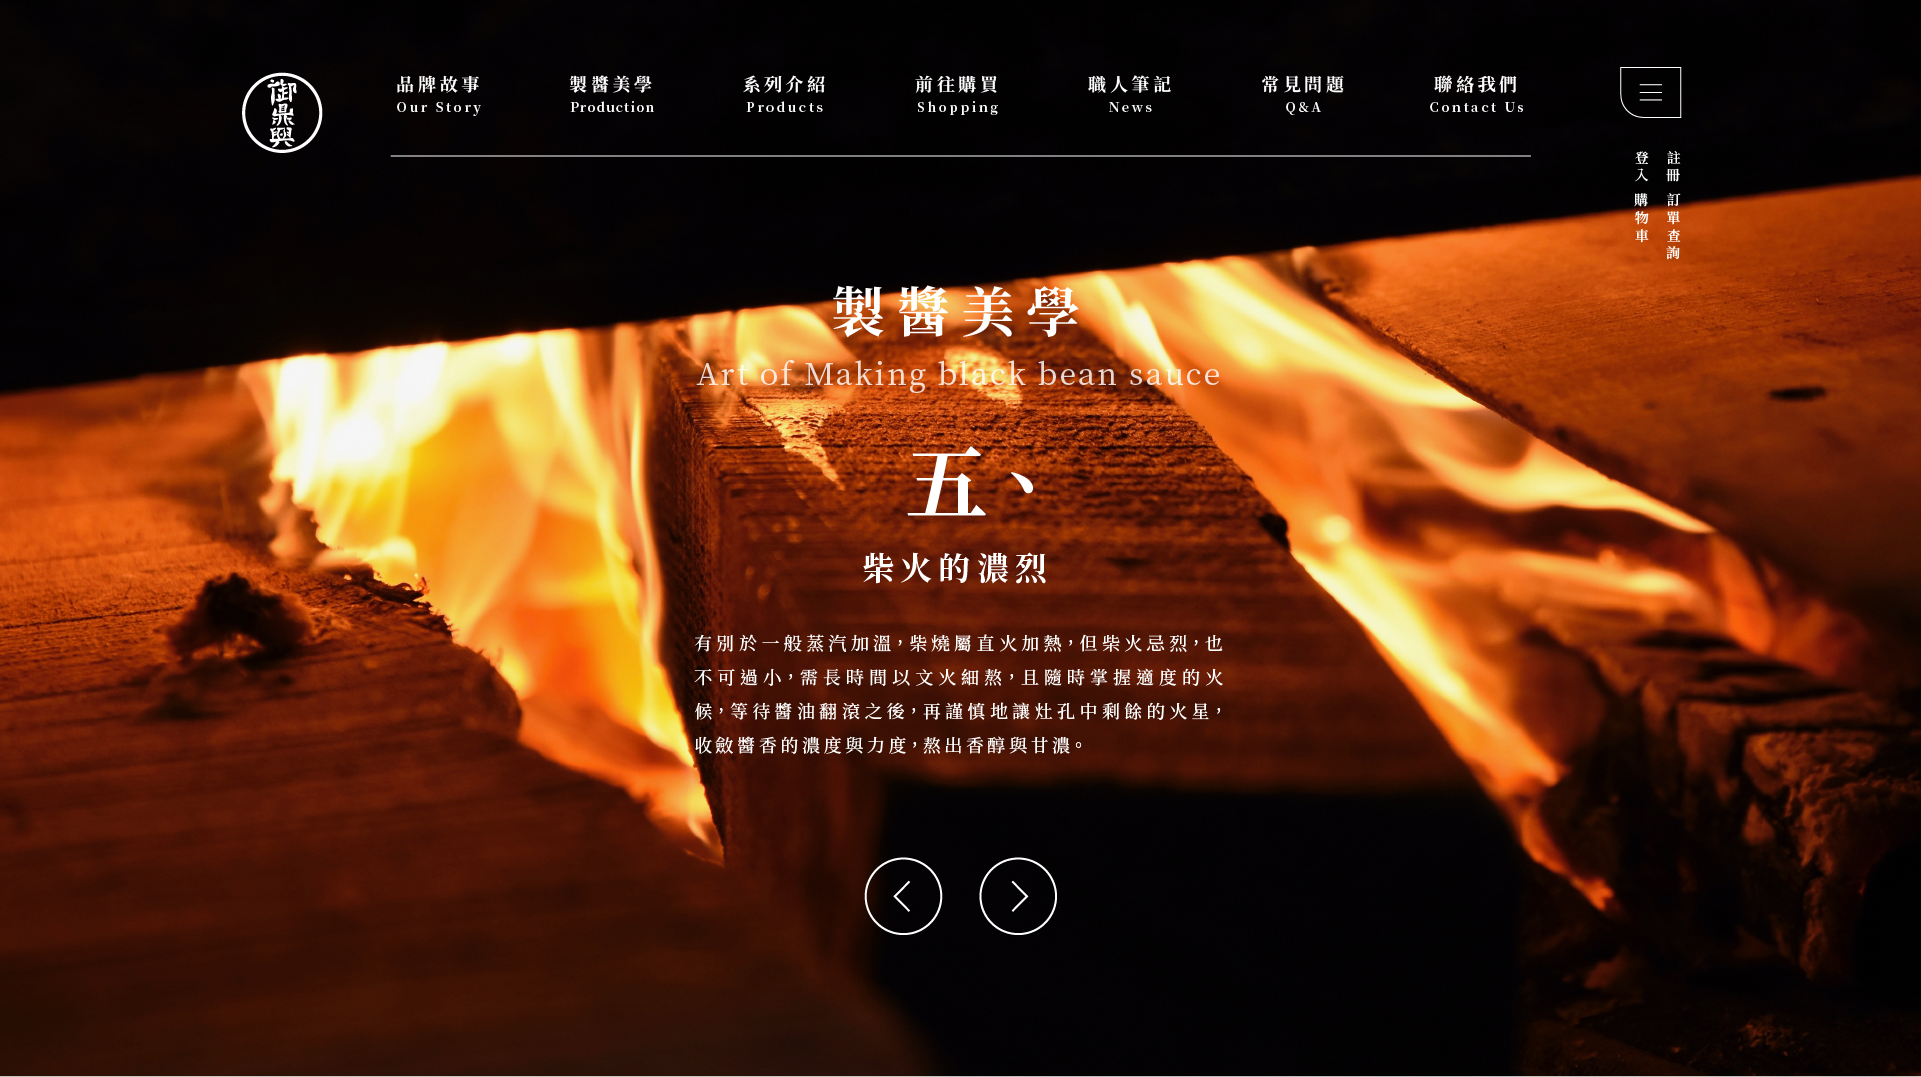 御鼎興
品牌故事
Our Story
製醬美學
Production
系列介紹
Products
前往購買
Shopping
職人筆記
News
常見問題
Q&A
聯絡我們
Contact Us
註冊 訂單查詢
登入 購物車
製醬美學
Art of Making black bean sauce
五、
柴火的濃烈
有別於一般蒸汽加溫，柴燒屬直火加熱，但柴火忌烈，也
不可過小，需長時間以文火細熬，且隨時掌握適度的火
候，等待醬油翻滾之後，再謹慎地讓灶孔中剩餘的火星，
收斂醬香的濃度與力度，熬出香醇與甘濃。